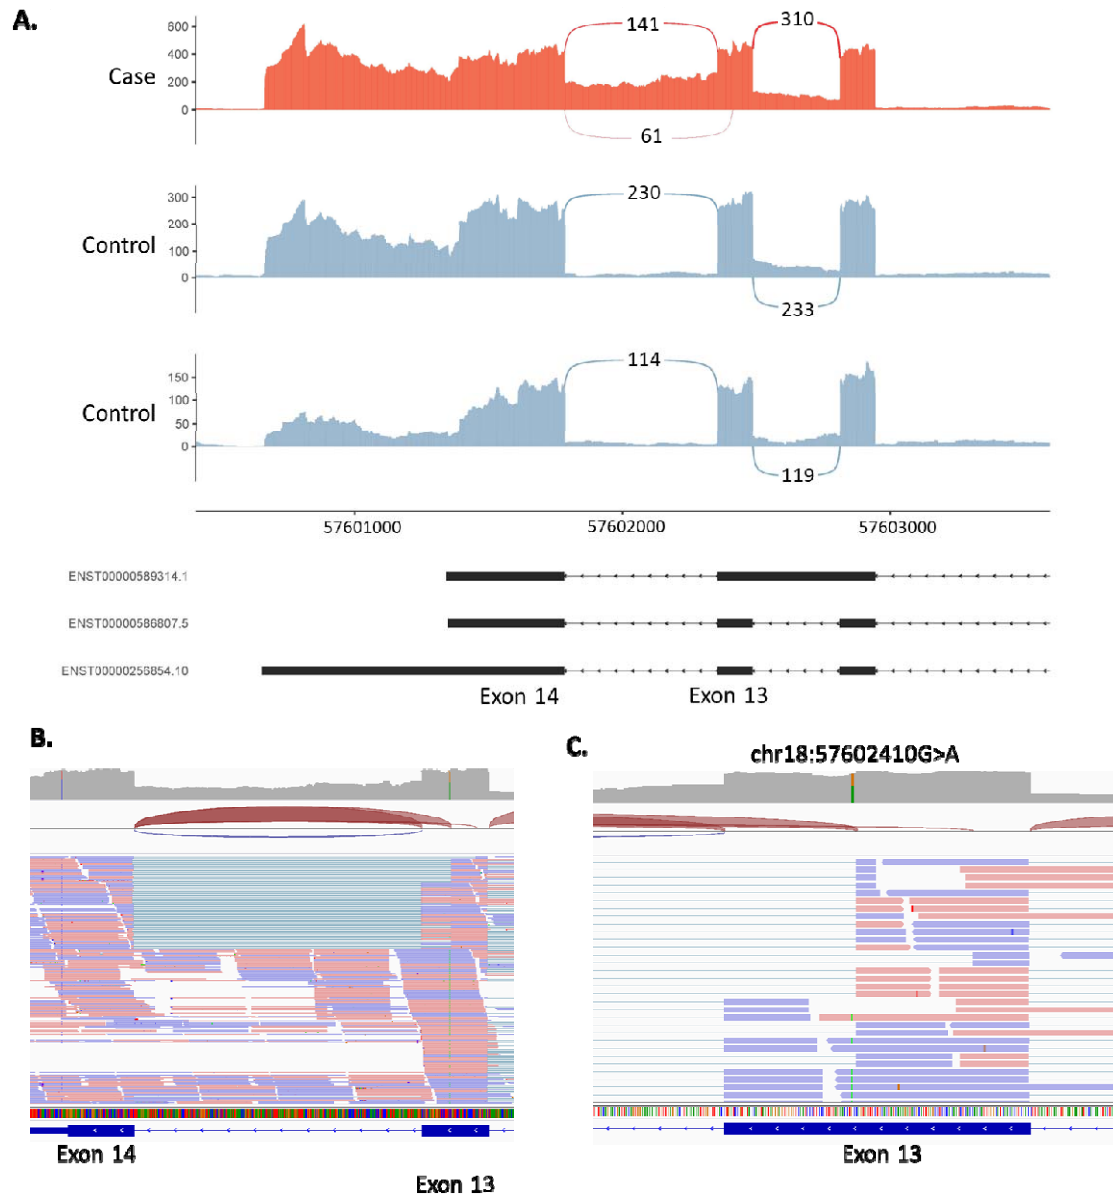 A.
Case
600
400
200
0
141
310
61
Control
300
200
100
0
230
233
Control
150
100
50
0
114
119
57601000 57602000 57603000
ENST00000589314.1
ENST00000586807.5
ENST00000256854.10
Exon 14 Exon 13
B.
Exon 14
Exon 13
C.
chr18:57602410G>A
Exon 13